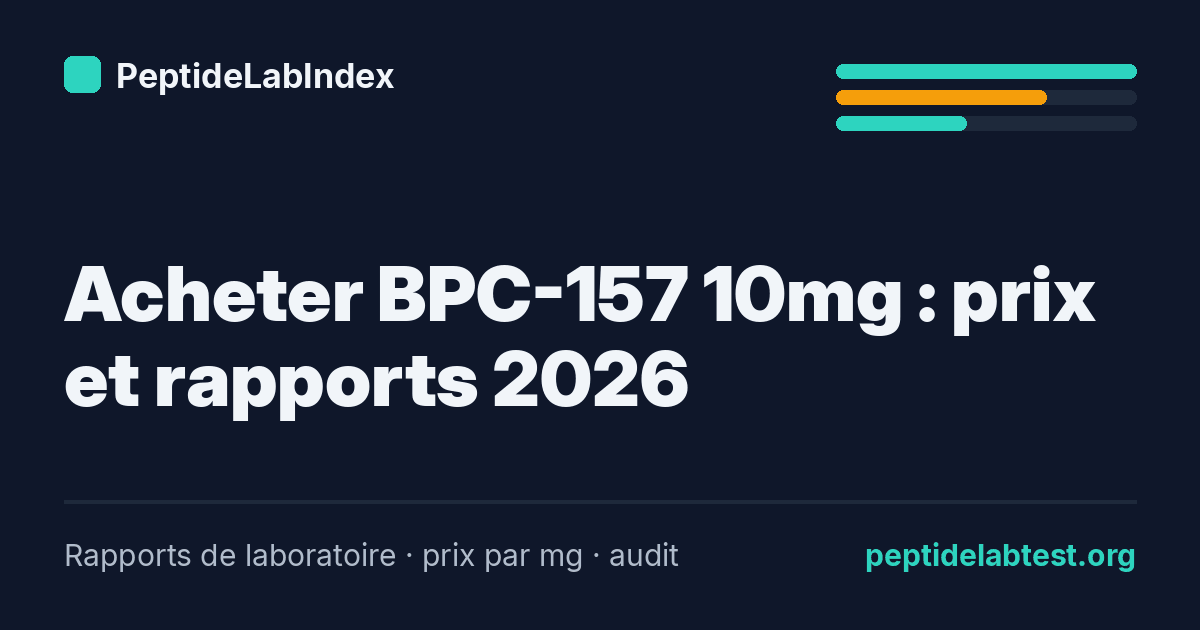 PeptideLabIndex
Acheter BPC-157 10mg : prix
et rapports 2026
Rapports de laboratoire · prix par mg · audit
peptidelabtest.org